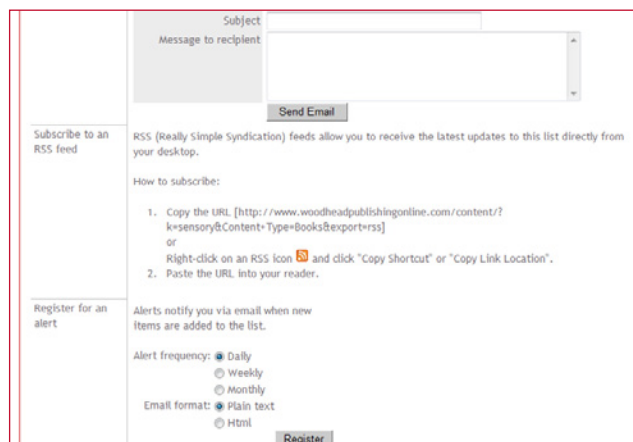 Subject
Message to recipient
Send Email
Subscribe to an
RSS feed
RSS (Really Simple Syndication) feeds allow you to receive the latest updates to this list directly from
your desktop.
How to subscribe:
1. Copy the URL [http://www.woodheadpublishingonline.com/content/?
k=sensory&Content+Type=Books&export=rss]
or
Right-click on an RSS icon and click "Copy Shortcut" or "Copy Link Location".
2. Paste the URL into your reader.
Register for an
alert
Alerts notify you via email when new
items are added to the list.
Alert frequency: Daily
Weekly
Monthly
Email format: Plain text
Html
Register